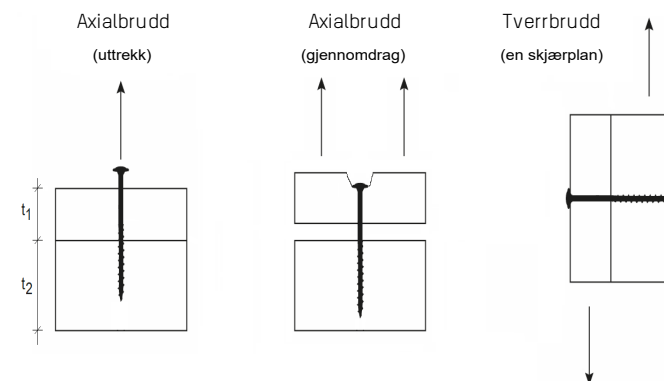 Axialbrudd
(uttrekk)
Axialbrudd
(gjennomdrag)
Tverrbrudd
(en skjærplan)
t1
t2